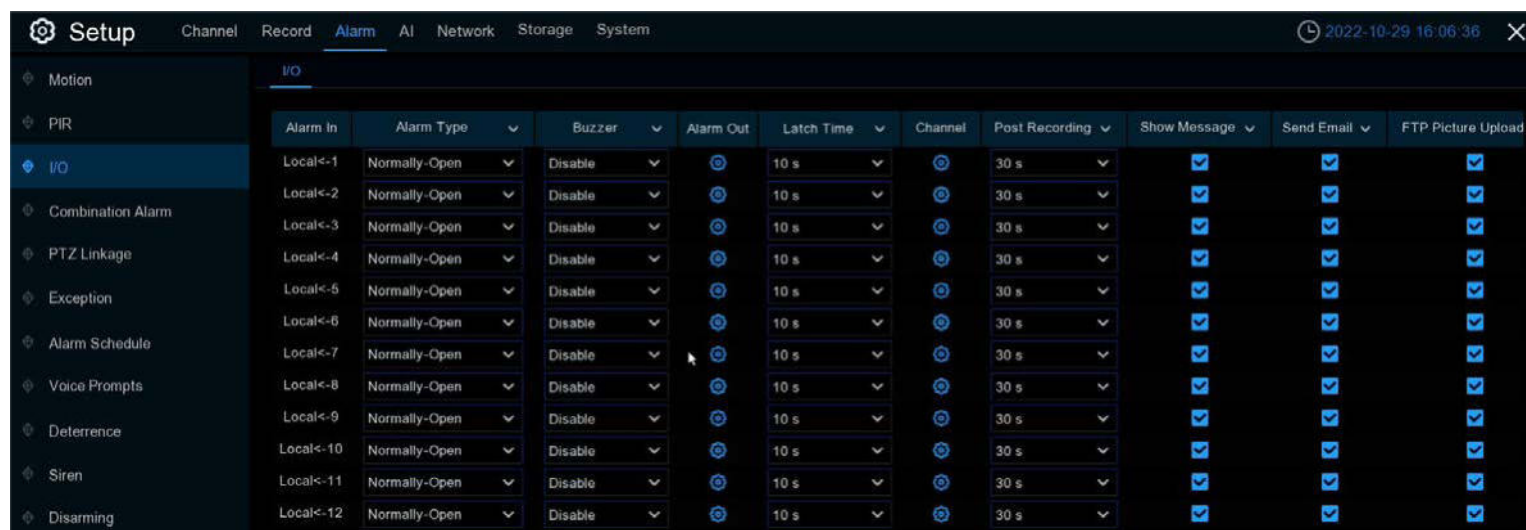 Setup Channel Record Alarm AI Network Storage System 2022-10-29 16:06:36
Motion
PIR
I/O
Combination Alarm
PTZ Linkage
Exception
Alarm Schedule
Voice Prompts
Deterrence
Siren
Disarming
I/O
Alarm In Alarm Type Buzzer Alarm Out Latch Time Channel Post Recording Show Message Send Email FTP Picture Upload
Local<-1 Normally-Open Disable 10 s 30 s
Local<-2 Normally-Open Disable 10 s 30 s
Local<-3 Normally-Open Disable 10 s 30 s
Local<-4 Normally-Open Disable 10 s 30 s
Local<-5 Normally-Open Disable 10 s 30 s
Local<-6 Normally-Open Disable 10 s 30 s
Local<-7 Normally-Open Disable 10 s 30 s
Local<-8 Normally-Open Disable 10 s 30 s
Local<-9 Normally-Open Disable 10 s 30 s
Local<-10 Normally-Open Disable 10 s 30 s
Local<-11 Normally-Open Disable 10 s 30 s
Local<-12 Normally-Open Disable 10 s 30 s